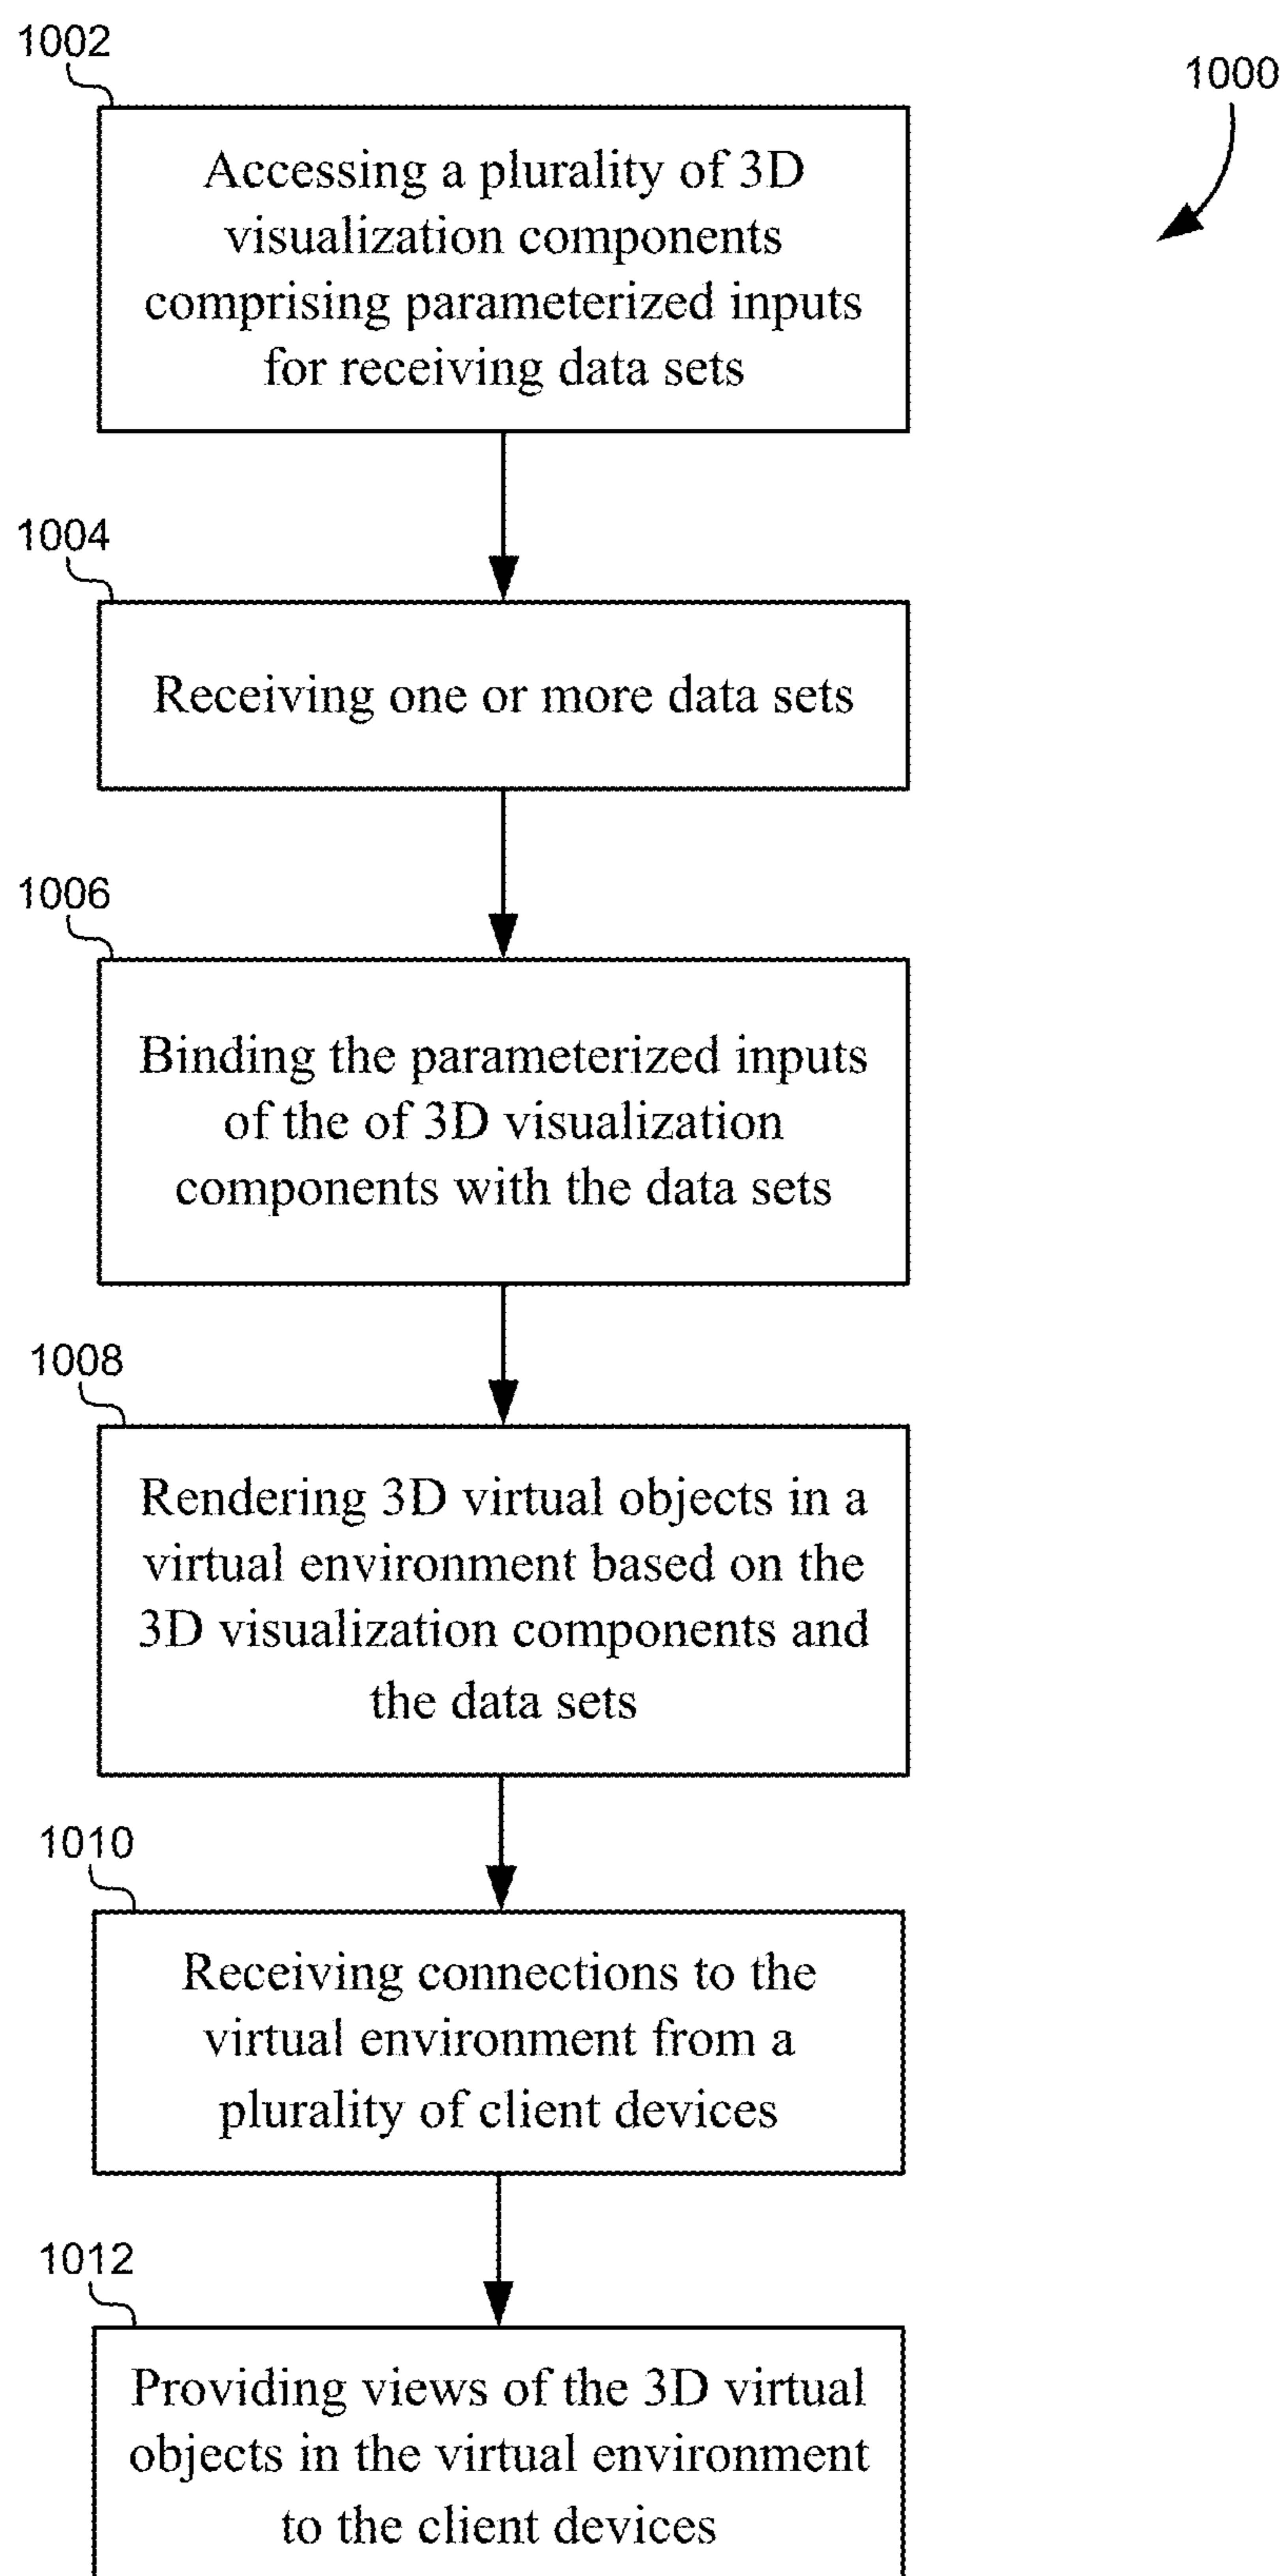 1002
1000
Accessing a plurality of 3D
visualization components
comprising parameterized inputs
for receiving data sets
1004
Receiving one or more data sets
1006
Binding the parameterized inputs
of the of 3D visualization
components with the data sets
1008
Rendering 3D virtual objects in a
virtual environment based on the
3D visualization components and
the data sets
1010
Receiving connections to the
virtual environment from a
plurality of client devices
1012
Providing views of the 3D virtual
objects in the virtual environment
to the client devices